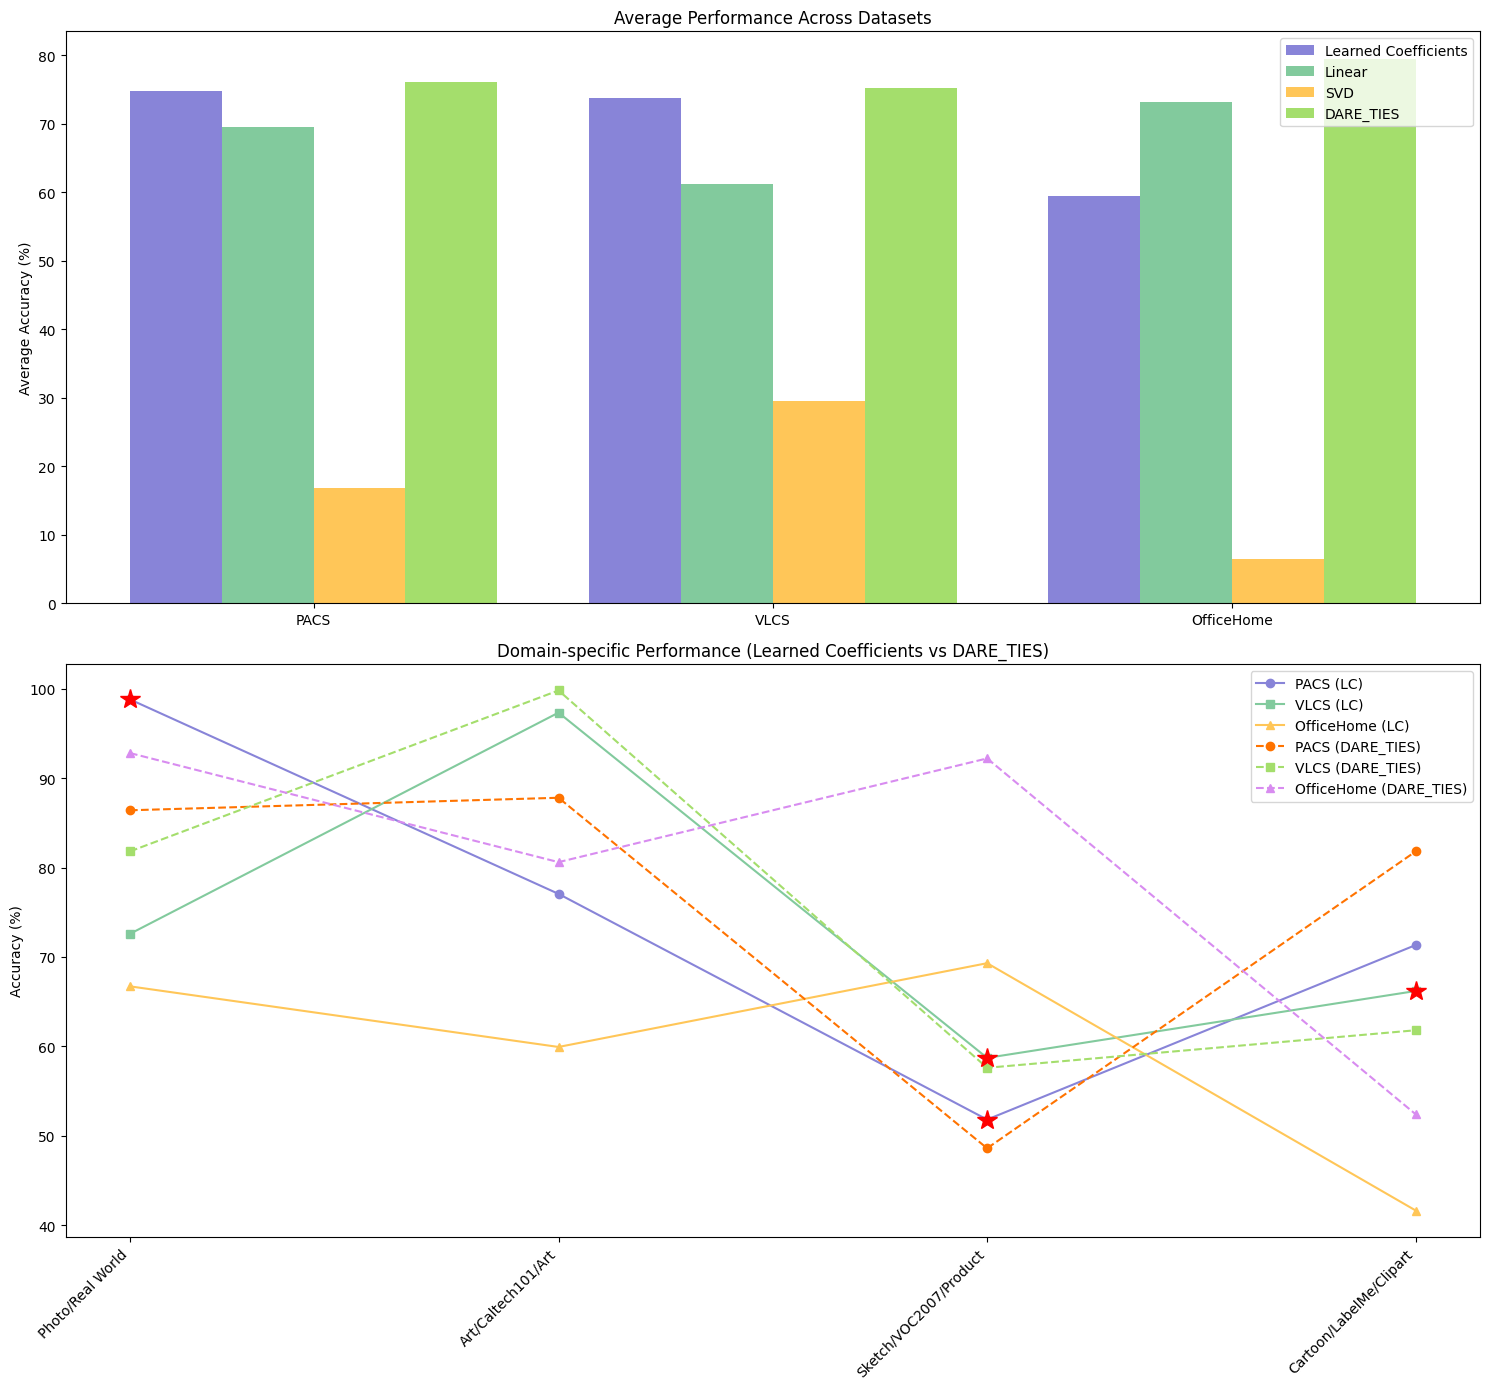 Average Performance Across Datasets
Average Accuracy (%)
80
70
60
50
40
30
20
10
0
Learned Coefficients
Linear
SVD
DARE_TIES
PACS
VLCS
OfficeHome
Domain-specific Performance (Learned Coefficients vs DARE_TIES)
Accuracy (%)
100
90
80
70
60
50
40
PACS (LC)
VLCS (LC)
OfficeHome (LC)
PACS (DARE_TIES)
VLCS (DARE_TIES)
OfficeHome (DARE_TIES)
Photo/Real World
Art/Caltech101/Art
Sketch/VOC2007/Product
Cartoon/LabelMe/Clipart